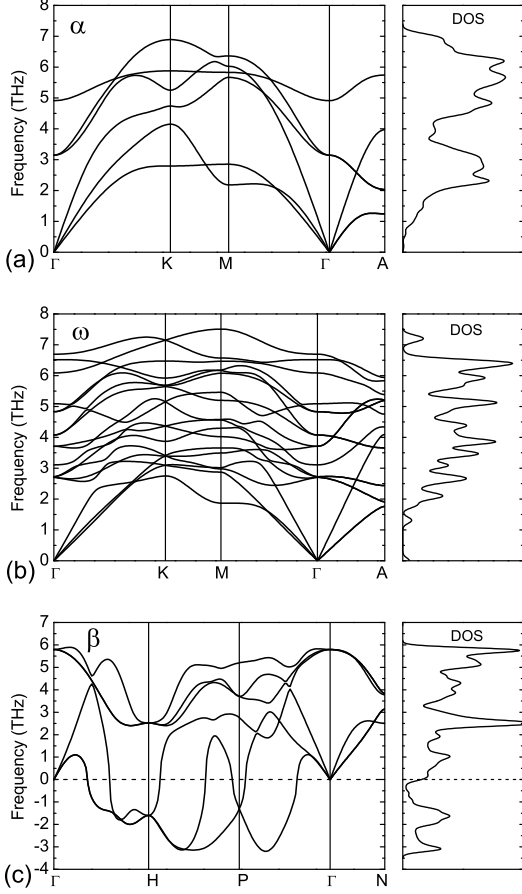 α
DOS
8
7
6
5
4
3
2
1
0
Frequency (THz)
(a)
Γ K M Γ A
ω
DOS
8
7
6
5
4
3
2
1
0
Frequency (THz)
(b)
Γ K M Γ A
β
DOS
7
6
5
4
3
2
1
0
-1
-2
-3
-4
Frequency (THz)
(c)
Γ H P Γ N